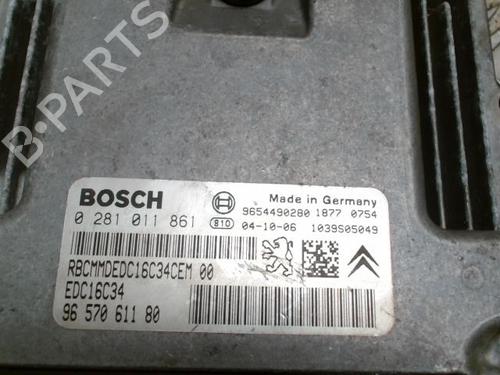 B-PARTS
BOSCH
Made in Germany
0 281 011 861
810
9654490280 1877 0754
04-10-06 1039S05049
RBCMMDEDC16C34CEM 00
EDC16C34
96 570 611 80